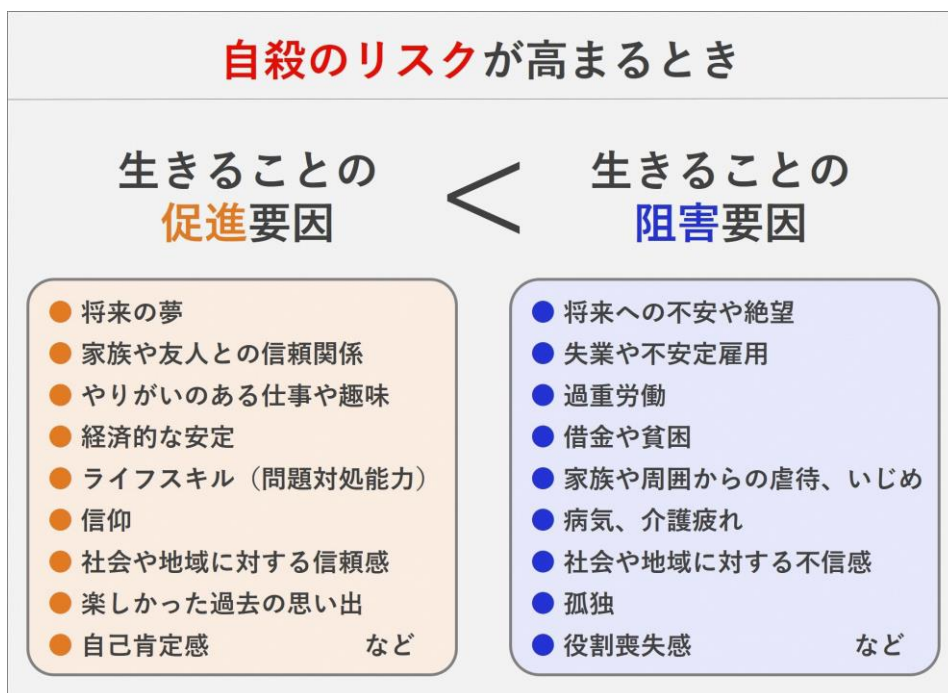 自殺のリスクが高まるとき
生きることの
促進要因
<
生きることの
阻害要因
● 将来の夢
● 家族や友人との信頼関係
● やりがいのある仕事や趣味
● 経済的な安定
● ライフスキル（問題対処能力）
● 信仰
● 社会や地域に対する信頼感
● 楽しかった過去の思い出
● 自己肯定感 など
● 将来への不安や絶望
● 失業や不安定雇用
● 過重労働
● 借金や貧困
● 家族や周囲からの虐待、いじめ
● 病気、介護疲れ
● 社会や地域に対する不信感
● 孤独
● 役割喪失感 など